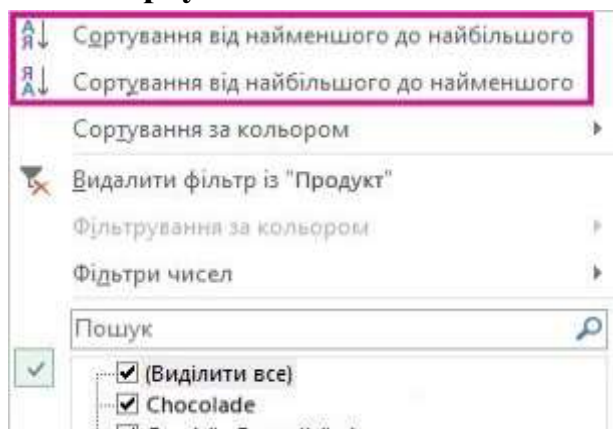 Сортування від найменшого до найбільшого
Сортування від найбільшого до найменшого
Сортування за кольором
Видалити фільтр із "Продукт"
Фільтрування за кольором
Фільтри чисел
Пошук
(Виділити все)
Chocolade